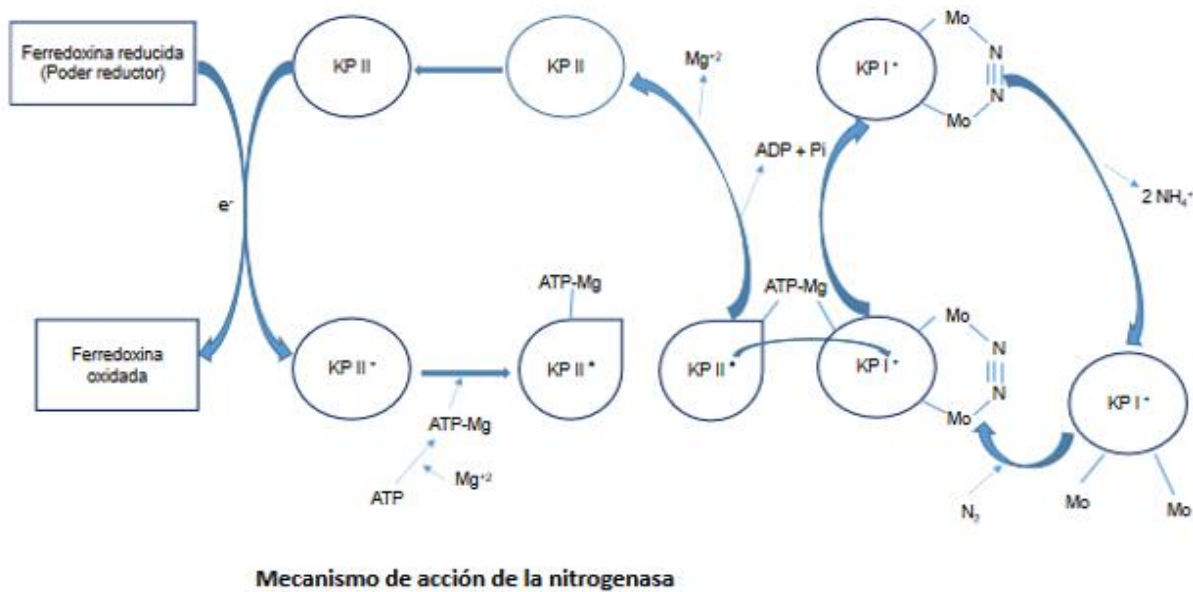 Ferredoxina reducida
(Poder reductor)
KP II
KP II
Mg⁺²
KP I ⁺
Mo
N
N
Mo
ADP + Pi
2 NH₄⁺
e⁻
ATP-Mg
ATP-Mg
Ferredoxina
oxidada
KP II ⁻
KP II *
KP II *
KP I ⁺
Mo
N
N
Mo
KP I ⁺
ATP-Mg
ATP
Mg⁺²
N₂
Mo
Mo
Mecanismo de acción de la nitrogenasa